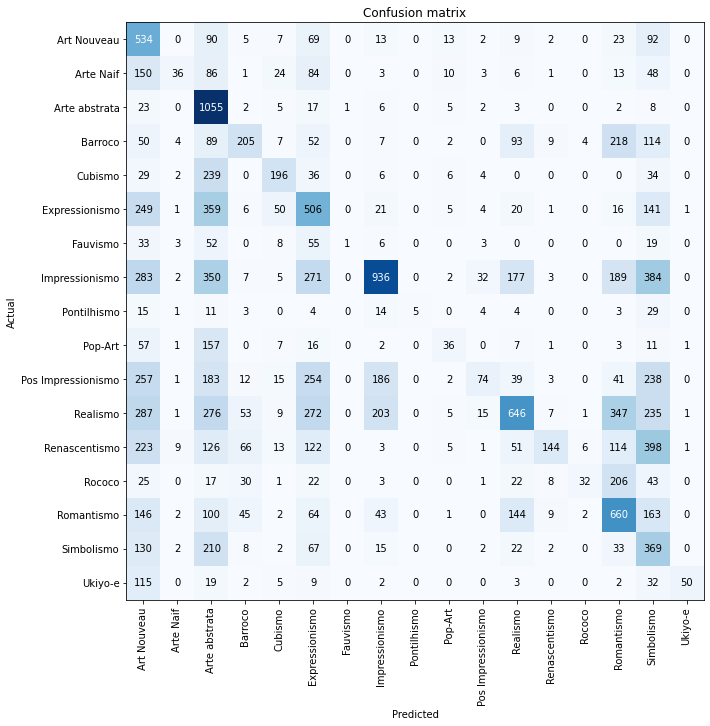 Confusion matrix
Art Nouveau 534 0 90 5 7 69 0 13 0 13 2 9 2 0 23 92 0
Arte Naif 150 36 86 1 24 84 0 3 0 10 3 6 1 0 13 48 0
Arte abstrata 23 0 1055 2 5 17 1 6 0 5 2 3 0 0 2 8 0
Barroco 50 4 89 205 7 52 0 7 0 2 0 93 9 4 218 114 0
Cubismo 29 2 239 0 196 36 0 6 0 6 4 0 0 0 0 34 0
Expressionismo 249 1 359 6 50 506 0 21 0 5 4 20 1 0 16 141 1
Fauvismo 33 3 52 0 8 55 1 6 0 0 3 0 0 0 0 19 0
Impressionismo 283 2 350 7 5 271 0 936 0 2 32 177 3 0 189 384 0
Pontilhismo 15 1 11 3 0 4 0 14 5 0 4 4 0 0 3 29 0
Pop-Art 57 1 157 0 7 16 0 2 0 36 0 7 1 0 3 11 1
Pos Impressionismo 257 1 183 12 15 254 0 186 0 2 74 39 3 0 41 238 0
Realismo 287 1 276 53 9 272 0 203 0 5 15 646 7 1 347 235 1
Renascentismo 223 9 126 66 13 122 0 3 0 5 1 51 144 6 114 398 1
Rococo 25 0 17 30 1 22 0 3 0 0 1 22 8 32 206 43 0
Romantismo 146 2 100 45 2 64 0 43 0 1 0 144 9 2 660 163 0
Simbolismo 130 2 210 8 2 67 0 15 0 0 2 22 2 0 33 369 0
Ukiyo-e 115 0 19 2 5 9 0 2 0 0 0 3 0 0 2 32 50
Actual
Art Nouveau
Arte Naif
Arte abstrata
Barroco
Cubismo
Expressionismo
Fauvismo
Impressionismo
Pontilhismo
Pop-Art
Pos Impressionismo
Realismo
Renascentismo
Rococo
Romantismo
Simbolismo
Ukiyo-e
Predicted